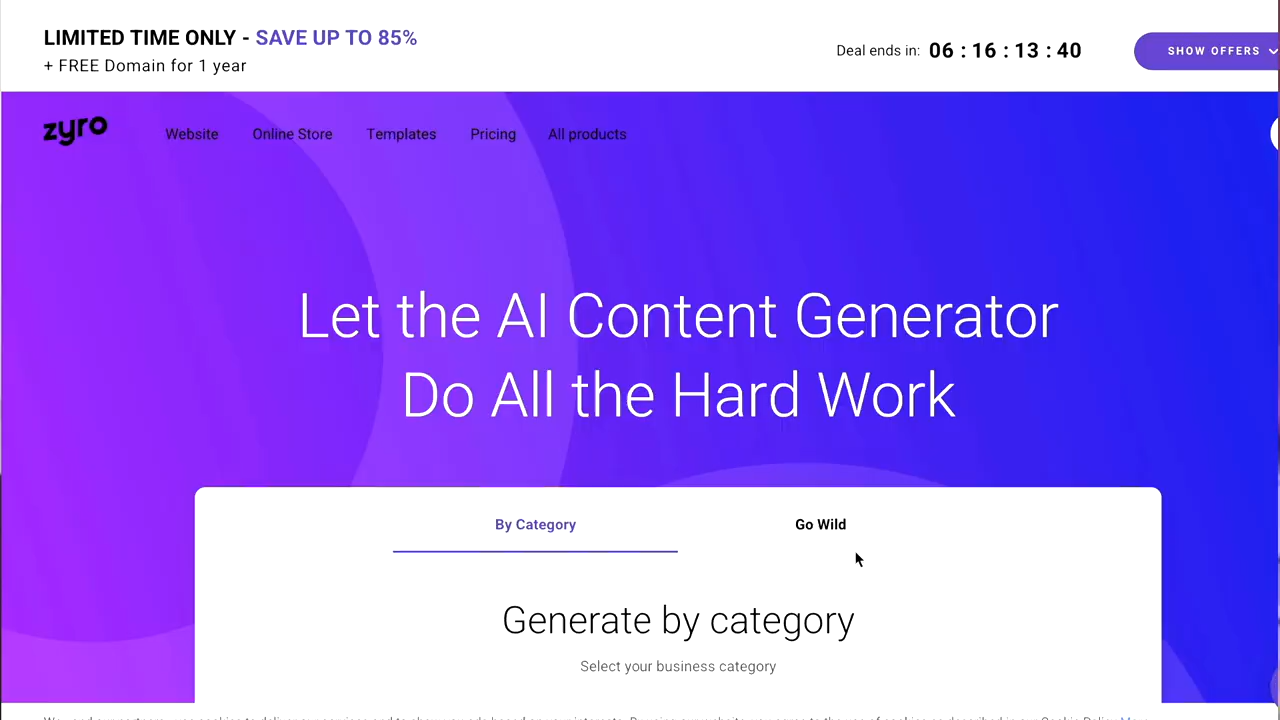 LIMITED TIME ONLY - SAVE UP TO 85%
+ FREE Domain for 1 year
Deal ends in: 06 : 16 : 13 : 40
SHOW OFFERS
zyro
Website Online Store Templates Pricing All products
Let the AI Content Generator
Do All the Hard Work
By Category Go Wild
Generate by category
Select your business category